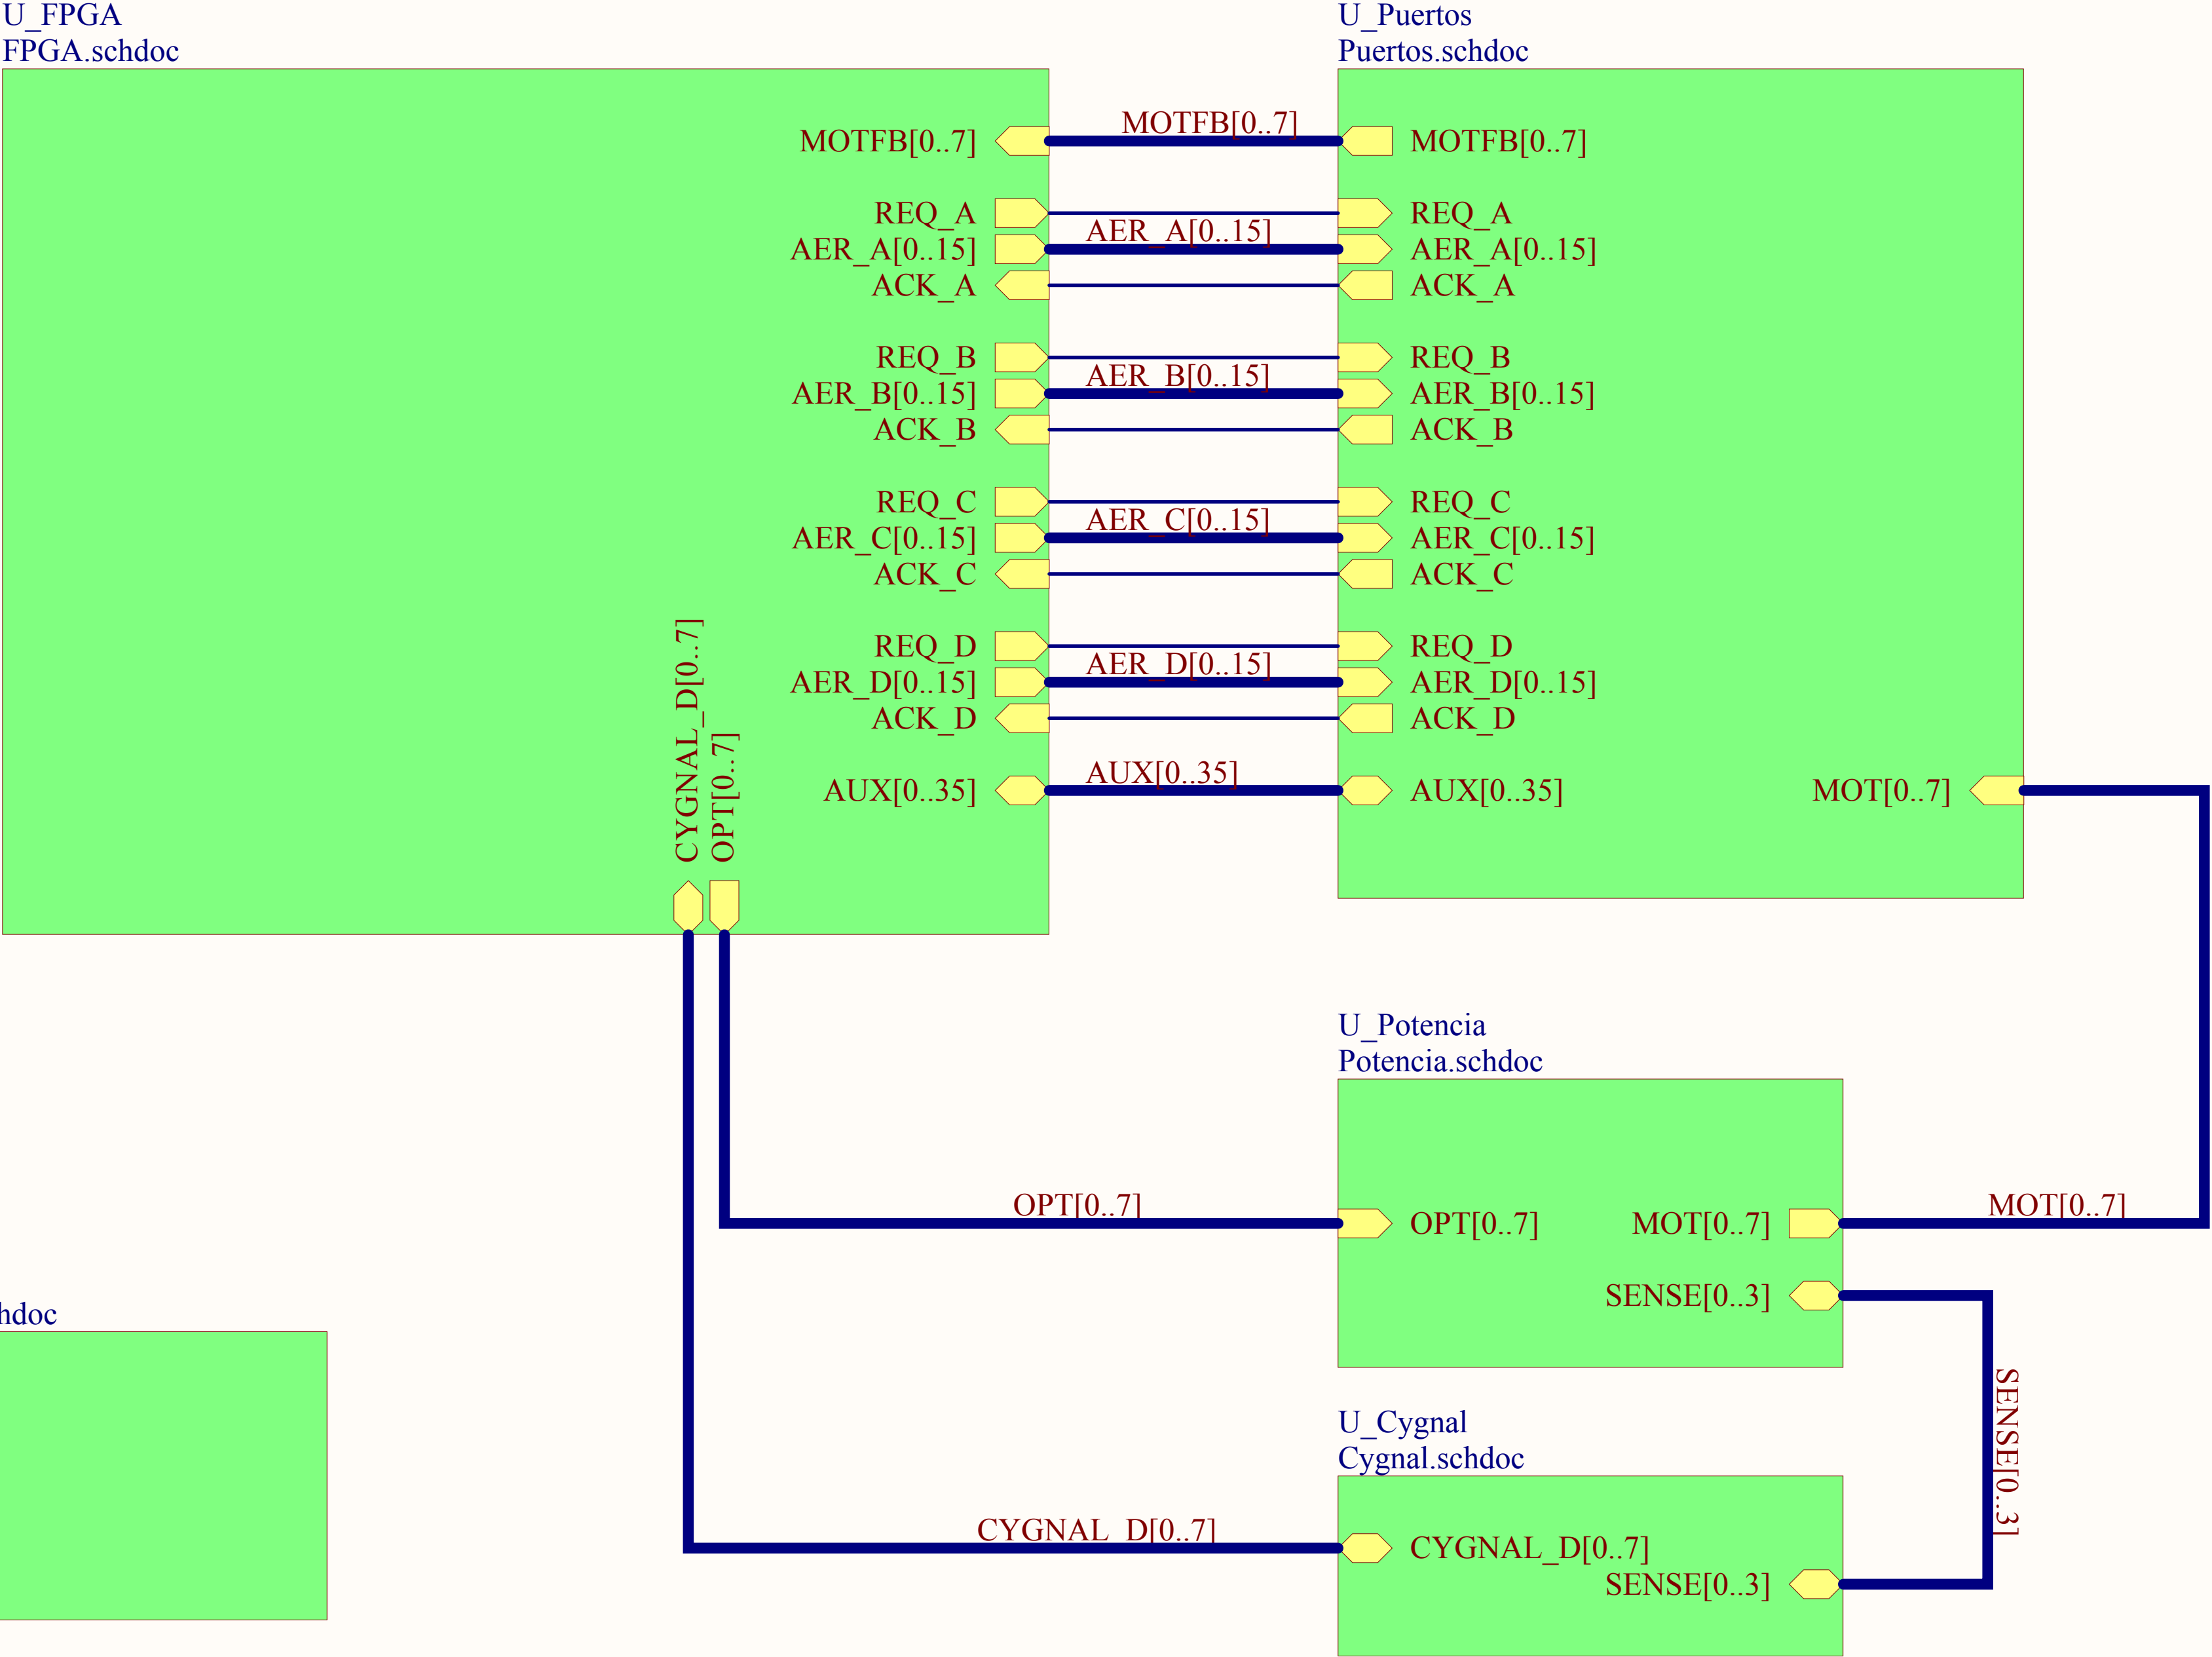 U_FPGA
FPGA.schdoc
MOTFB[0..7]
REQ_A
AER_A[0..15]
ACK_A
REQ_B
AER_B[0..15]
ACK_B
REQ_C
AER_C[0..15]
ACK_C
REQ_D
AER_D[0..15]
ACK_D
AUX[0..35]
CYGNAL_D[0..7]
OPT[0..7]
MOTFB[0..7]
AER_A[0..15]
AER_B[0..15]
AER_C[0..15]
AER_D[0..15]
AUX[0..35]
U_Puertos
Puertos.schdoc
MOTFB[0..7]
REQ_A
AER_A[0..15]
ACK_A
REQ_B
AER_B[0..15]
ACK_B
REQ_C
AER_C[0..15]
ACK_C
REQ_D
AER_D[0..15]
ACK_D
AUX[0..35]
MOT[0..7]
U_Potencia
Potencia.schdoc
OPT[0..7]
OPT[0..7]
MOT[0..7]
MOT[0..7]
SENSE[0..3]
SENSE[0..3]
U_Cygnal
Cygnal.schdoc
CYGNAL_D[0..7]
CYGNAL_D[0..7]
SENSE[0..3]
hdoc